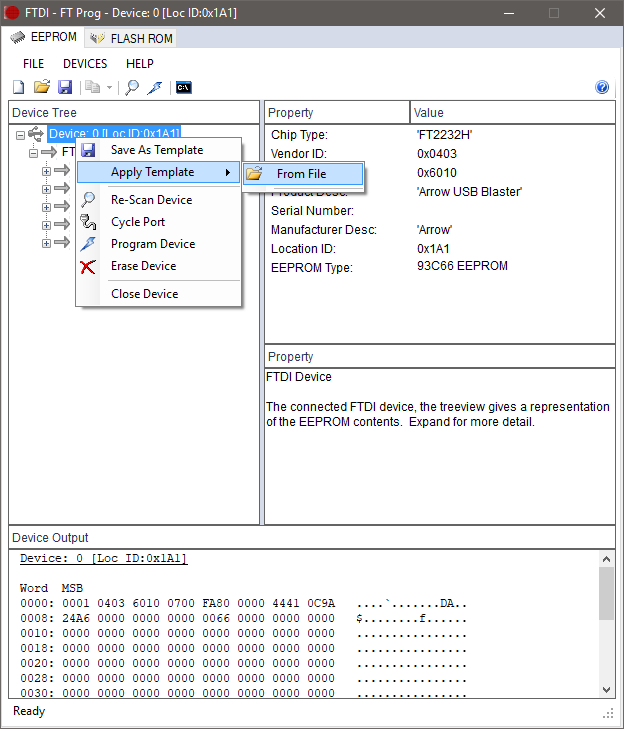 FTDI - FT Prog - Device: 0 [Loc ID:0x1A1]
EEPROM
FLASH ROM
FILE DEVICES HELP
Device Tree
Property Value
Device: 0 [Loc ID:0x1A1]
FT
Save As Template
Apply Template
From File
Re-Scan Device
Cycle Port
Program Device
Erase Device
Close Device
Chip Type: 'FT2232H'
Vendor ID: 0x0403
0x6010
Product Desc: 'Arrow USB Blaster'
Serial Number:
Manufacturer Desc: 'Arrow'
Location ID: 0x1A1
EEPROM Type: 93C66 EEPROM
Property
FTDI Device
The connected FTDI device, the treeview gives a representation
of the EEPROM contents. Expand for more detail.
Device Output
Device: 0 [Loc ID:0x1A1]
Word MSB
0000: 0001 0403 6010 0700 FA80 0000 4441 0C9A ....`.......DA..
0008: 24A6 0000 0000 0000 0066 0000 0000 0000 $........f......
0010: 0000 0000 0000 0000 0000 0000 0000 0000 ................
0018: 0000 0000 0000 0000 0000 0000 0000 0000 ................
0020: 0000 0000 0000 0000 0000 0000 0000 0000 ................
0028: 0000 0000 0000 0000 0000 0000 0000 0000 ................
0030: 0000 0000 0000 0000 0000 0000 0000 0000 ................
Ready